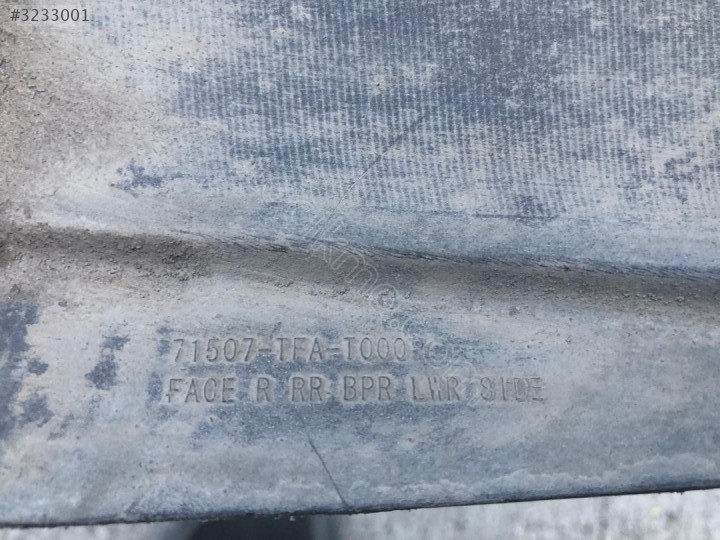 #3233001
71507-TFA-T000
FACE R RR BPR LWR SIDE